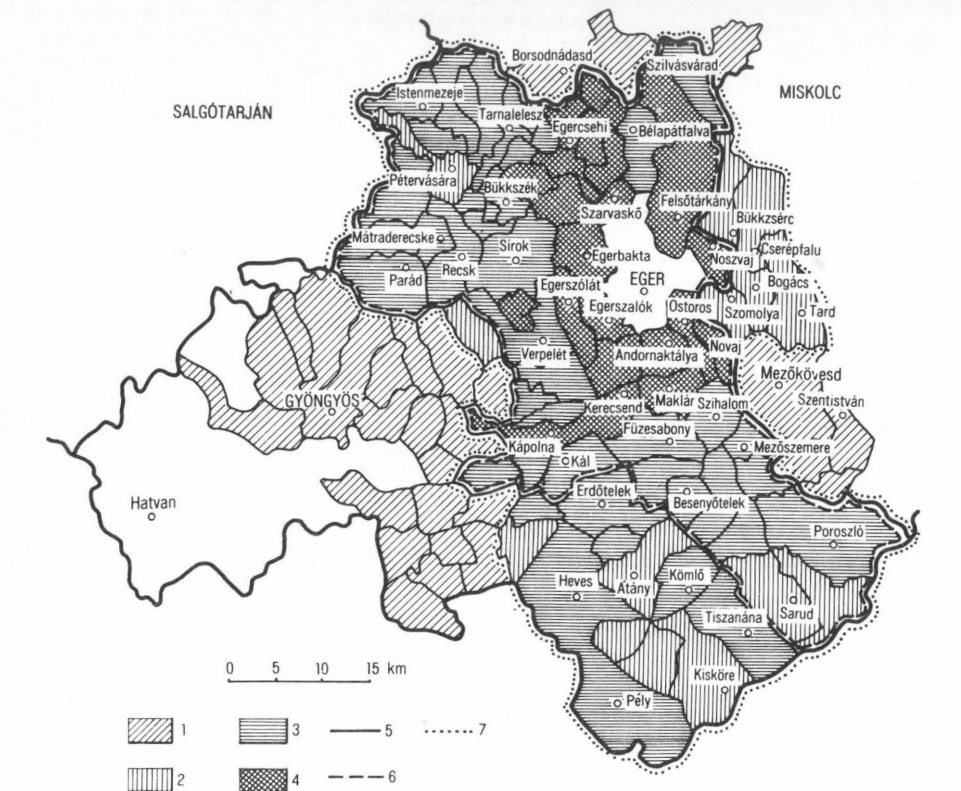 Borsodnádasd
Szilvásvárad
MISKOLC
SALGÓTARJÁN
Istenmezeje
Tarnalelesz
Egercsehi
Bélapátfalva
Pétervására
Bükkszék
Szarvaskő
Felsőtárkány
Bükkzsérc
Mátraderecske
Sirok
Egerbakta
Noszvaj
Cserépfalu
Parád
Recsk
Egerszólát
EGER
Bogács
Egerszalók
Ostoros
Szomolya
Tard
Verpelét
Andornaktálya
Novaj
Mezőkövesd
GYÖNGYÖS
Kerecsend
Maklár
Szihalom
Szentistván
Füzesabony
Kápolna
Kál
Mezőszemere
Hatvan
Erdőtelek
Besenyőtelek
Poroszló
Heves
Átány
Kömlő
Tiszanána
Sarud
Kisköre
Pély
0 5 10 15 km
1 3 5 7
2 4 6